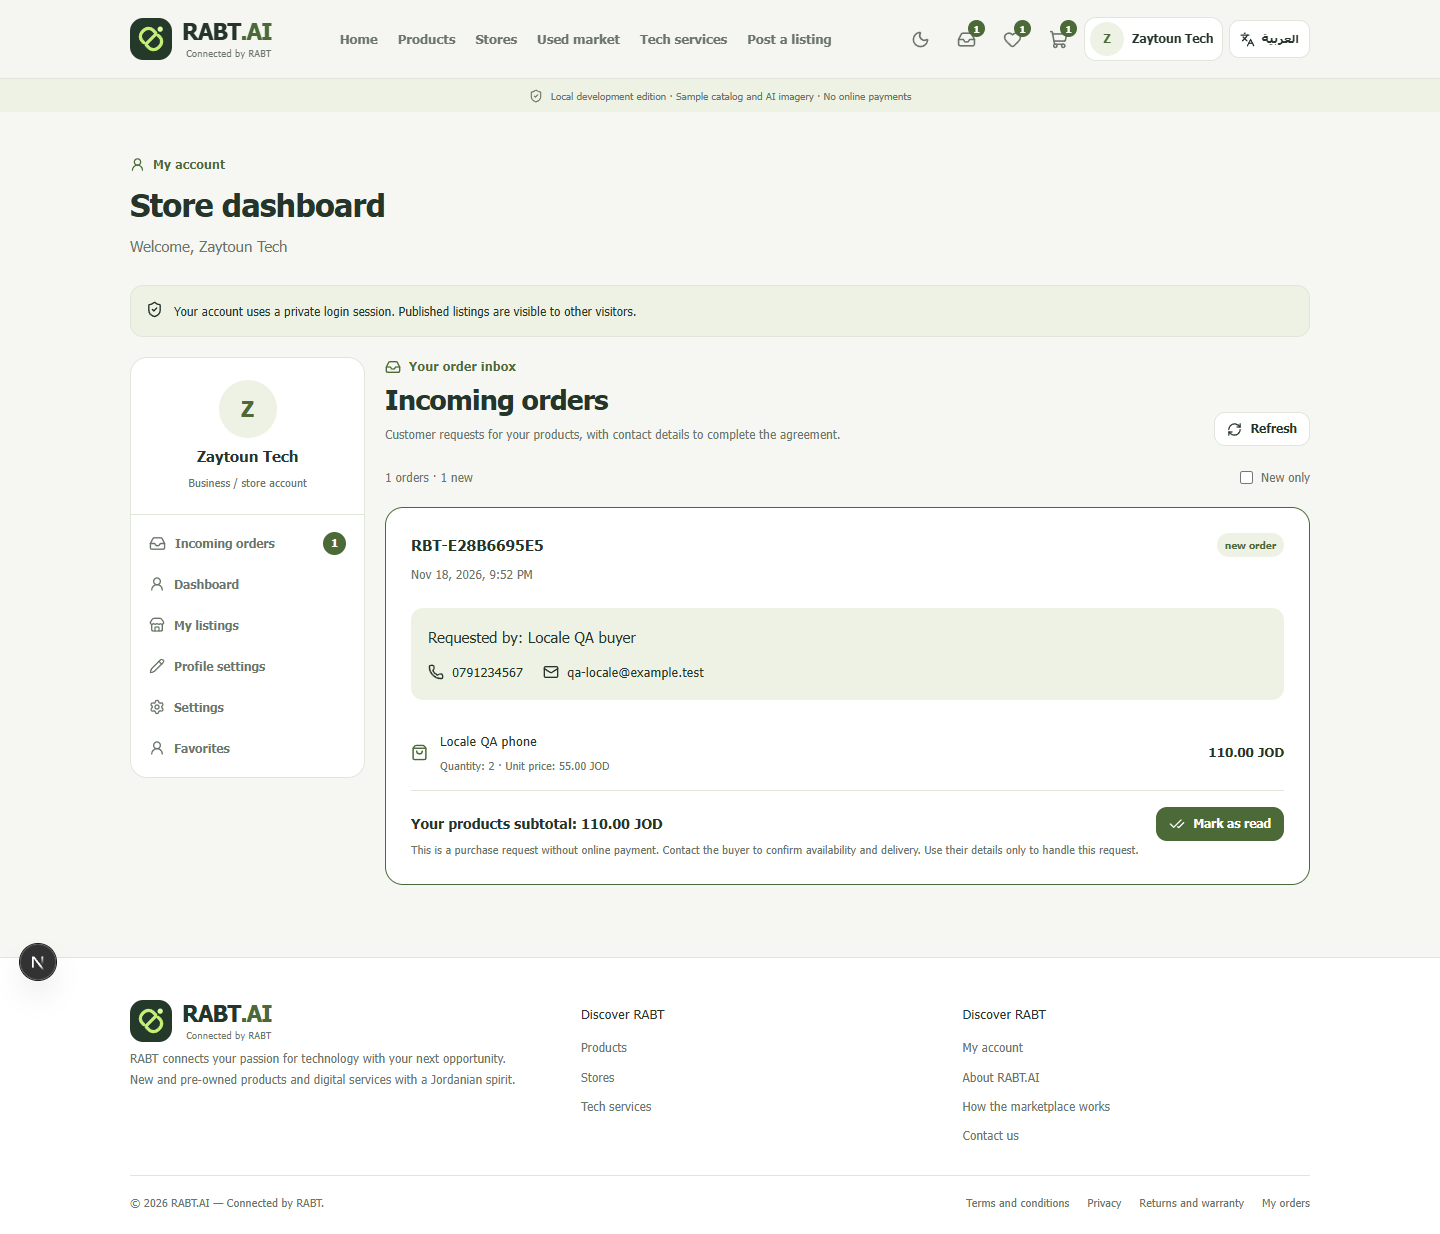 RABT.AI
Connected by RABT
Home
Products
Stores
Used market
Tech services
Post a listing
1
1
1
Z
Zaytoun Tech
العربية
Local development edition · Sample catalog and AI imagery · No online payments
My account
Store dashboard
Welcome, Zaytoun Tech
Your account uses a private login session. Published listings are visible to other visitors.
Z
Zaytoun Tech
Business / store account
Incoming orders
1
Dashboard
My listings
Profile settings
Settings
Favorites
Your order inbox
Incoming orders
Customer requests for your products, with contact details to complete the agreement.
Refresh
1 orders · 1 new
New only
RBT-E28B6695E5
new order
Nov 18, 2026, 9:52 PM
Requested by: Locale QA buyer
0791234567
qa-locale@example.test
Locale QA phone
Quantity: 2 · Unit price: 55.00 JOD
110.00 JOD
Your products subtotal: 110.00 JOD
Mark as read
This is a purchase request without online payment. Contact the buyer to confirm availability and delivery. Use their details only to handle this request.
N
RABT.AI
Connected by RABT
RABT connects your passion for technology with your next opportunity.
New and pre-owned products and digital services with a Jordanian spirit.
Discover RABT
Products
Stores
Tech services
Discover RABT
My account
About RABT.AI
How the marketplace works
Contact us
© 2026 RABT.AI — Connected by RABT.
Terms and conditions
Privacy
Returns and warranty
My orders